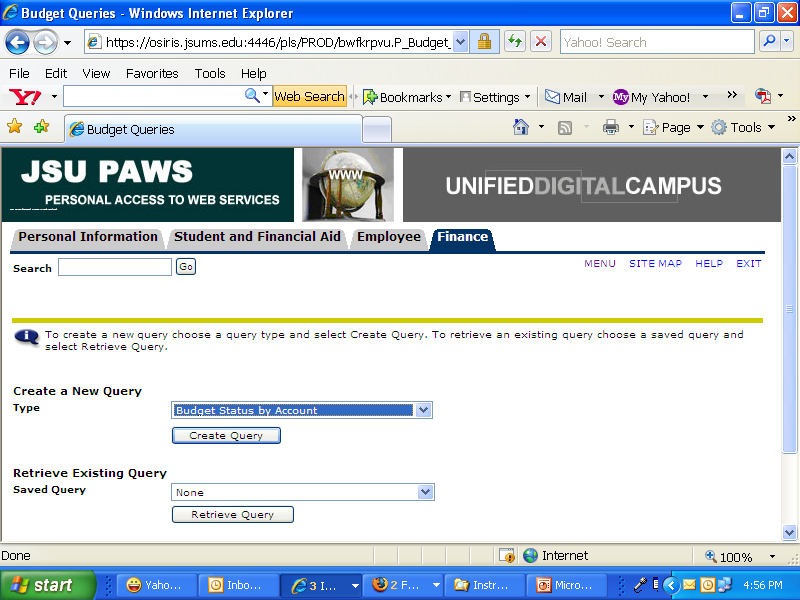 Budget Queries - Windows Internet Explorer
https://osiris.jsums.edu:4446/pls/PROD/bwfkrpvu.P_Budget_
Yahoo! Search
File Edit View Favorites Tools Help
Y! Web Search Bookmarks Settings Mail My My Yahoo! »
Budget Queries Page Tools »
JSU PAWS
PERSONAL ACCESS TO WEB SERVICES
WWW
UNIFIEDDIGITALCAMPUS
Personal Information Student and Financial Aid Employee Finance
Search Go MENU SITE MAP HELP EXIT
To create a new query choose a query type and select Create Query. To retrieve an existing query choose a saved query and
select Retrieve Query.
Create a New Query
Type Budget Status by Account
Create Query
Retrieve Existing Query
Saved Query None
Retrieve Query
Done Internet 100%
start Yaho... Inbo... 3 I... 2 F... Instr... Micro... 4:56 PM